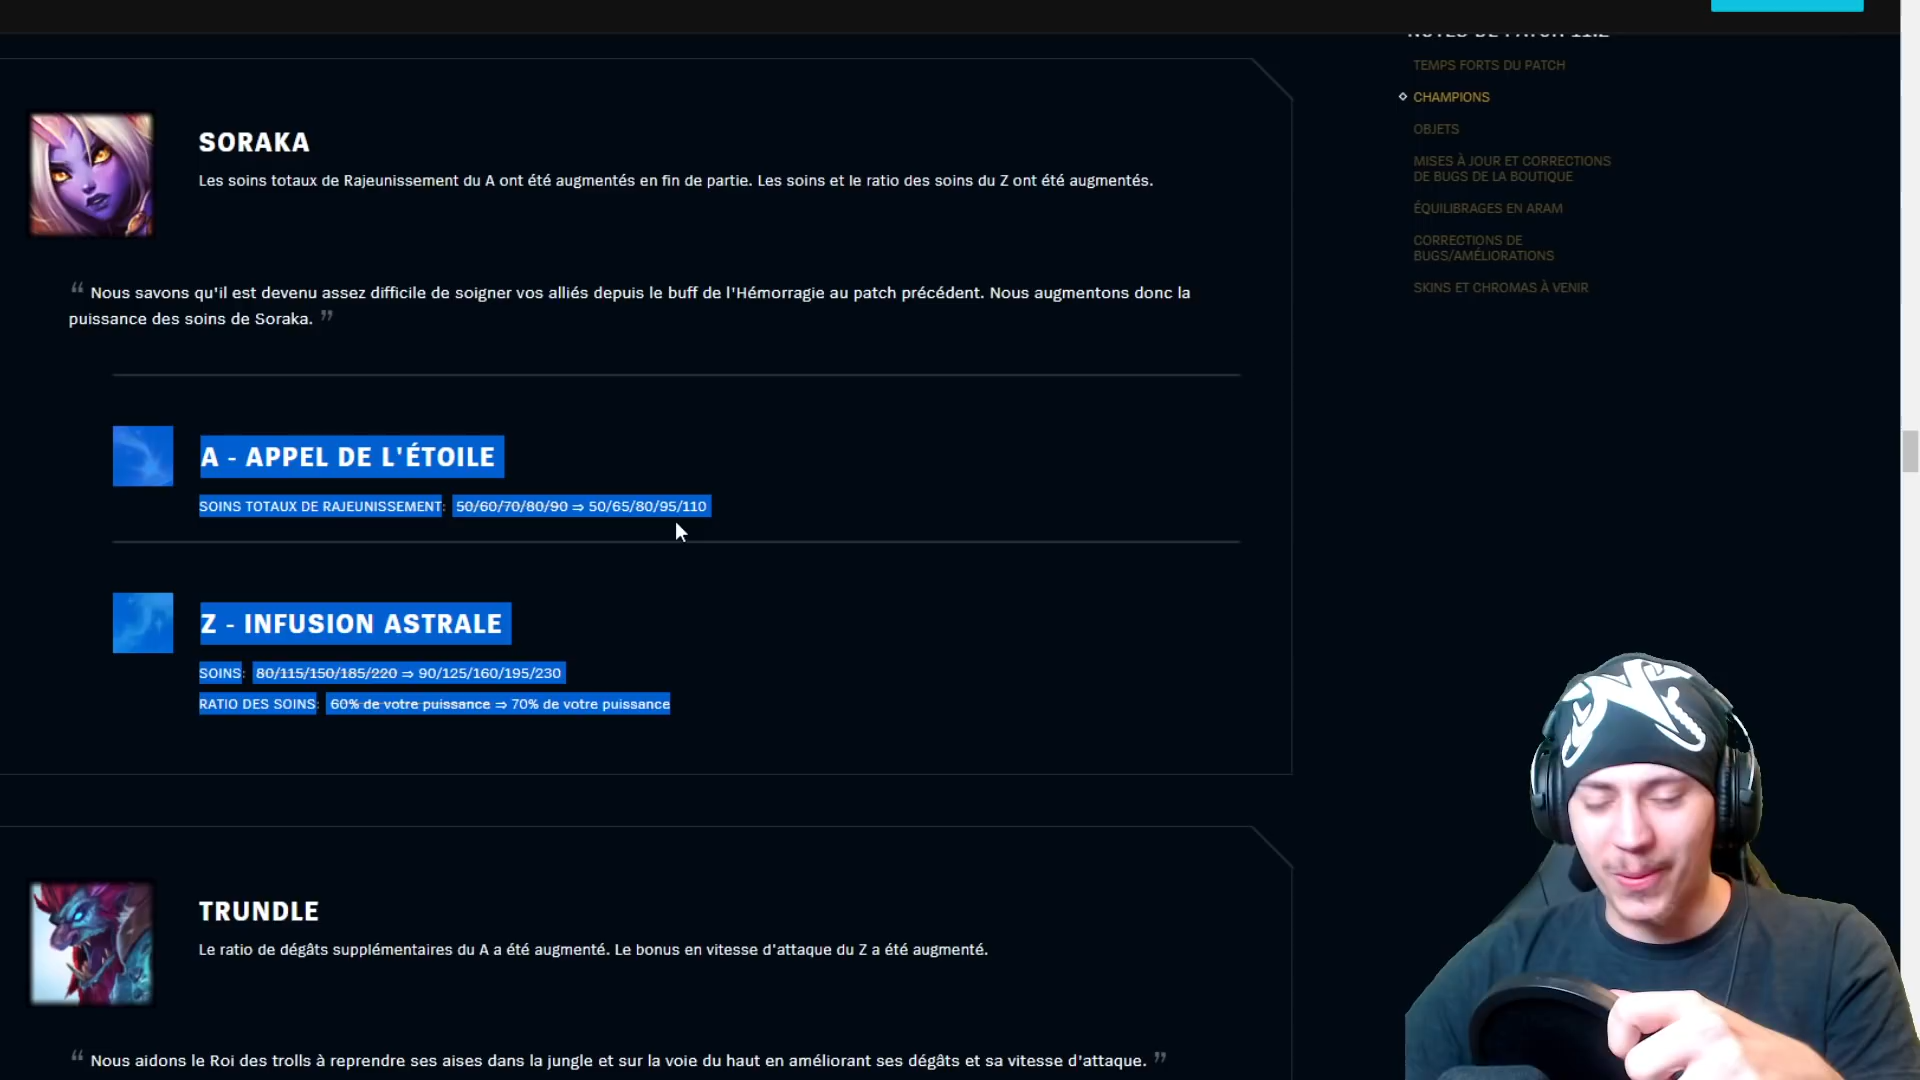 NOTES DE PATCH 11.2
TEMPS FORTS DU PATCH
CHAMPIONS
OBJETS
MISES À JOUR ET CORRECTIONS
DE BUGS DE LA BOUTIQUE
ÉQUILIBRAGES EN ARAM
CORRECTIONS DE
BUGS/AMÉLIORATIONS
SKINS ET CHROMAS À VENIR
SORAKA
Les soins totaux de Rajeunissement du A ont été augmentés en fin de partie. Les soins et le ratio des soins du Z ont été augmentés.
“ Nous savons qu'il est devenu assez difficile de soigner vos alliés depuis le buff de l'Hémorragie au patch précédent. Nous augmentons donc la
puissance des soins de Soraka. ”
A - APPEL DE L'ÉTOILE
SOINS TOTAUX DE RAJEUNISSEMENT: 50/60/70/80/90 ⇒ 50/65/80/95/110
Z - INFUSION ASTRALE
SOINS: 80/115/150/185/220 ⇒ 90/125/160/195/230
RATIO DES SOINS: 60% de votre puissance ⇒ 70% de votre puissance
TRUNDLE
Le ratio de dégâts supplémentaires du A a été augmenté. Le bonus en vitesse d'attaque du Z a été augmenté.
“ Nous aidons le Roi des trolls à reprendre ses aises dans la jungle et sur la voie du haut en améliorant ses dégâts et sa vitesse d'attaque. ”